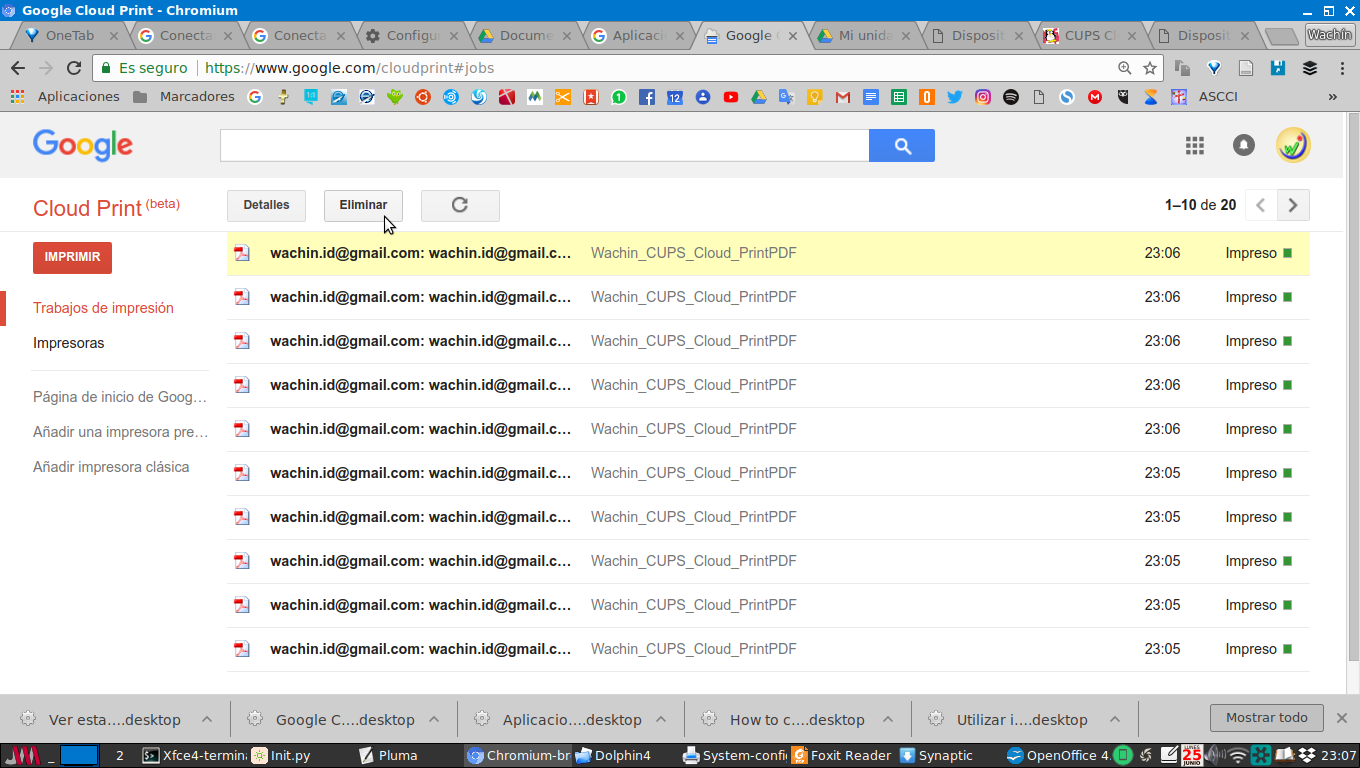 Google Cloud Print - Chromium
OneTab Conecta Conecta Configur Docume Aplicaci Google C Mi unida Disposit CUPS Cl Disposit Wachin
Es seguro https://www.google.com/cloudprint#jobs
Aplicaciones Marcadores ASCCI »
Google
Cloud Print (beta) Detalles Eliminar 1–10 de 20
IMPRIMIR
Trabajos de impresión
Impresoras
Página de inicio de Goog…
Añadir una impresora pre…
Añadir impresora clásica
wachin.id@gmail.com: wachin.id@gmail.c… Wachin_CUPS_Cloud_PrintPDF 23:06 Impreso
wachin.id@gmail.com: wachin.id@gmail.c… Wachin_CUPS_Cloud_PrintPDF 23:06 Impreso
wachin.id@gmail.com: wachin.id@gmail.c… Wachin_CUPS_Cloud_PrintPDF 23:06 Impreso
wachin.id@gmail.com: wachin.id@gmail.c… Wachin_CUPS_Cloud_PrintPDF 23:06 Impreso
wachin.id@gmail.com: wachin.id@gmail.c… Wachin_CUPS_Cloud_PrintPDF 23:06 Impreso
wachin.id@gmail.com: wachin.id@gmail.c… Wachin_CUPS_Cloud_PrintPDF 23:05 Impreso
wachin.id@gmail.com: wachin.id@gmail.c… Wachin_CUPS_Cloud_PrintPDF 23:05 Impreso
wachin.id@gmail.com: wachin.id@gmail.c… Wachin_CUPS_Cloud_PrintPDF 23:05 Impreso
wachin.id@gmail.com: wachin.id@gmail.c… Wachin_CUPS_Cloud_PrintPDF 23:05 Impreso
wachin.id@gmail.com: wachin.id@gmail.c… Wachin_CUPS_Cloud_PrintPDF 23:05 Impreso
Ver esta....desktop Google C....desktop Aplicacio....desktop How to c....desktop Utilizar i....desktop Mostrar todo
2 Xfce4-termina Init.py Pluma Chromium-br Dolphin4 System-confi Foxit Reader Synaptic OpenOffice 4. LUNES 25 JUNIO 23:07